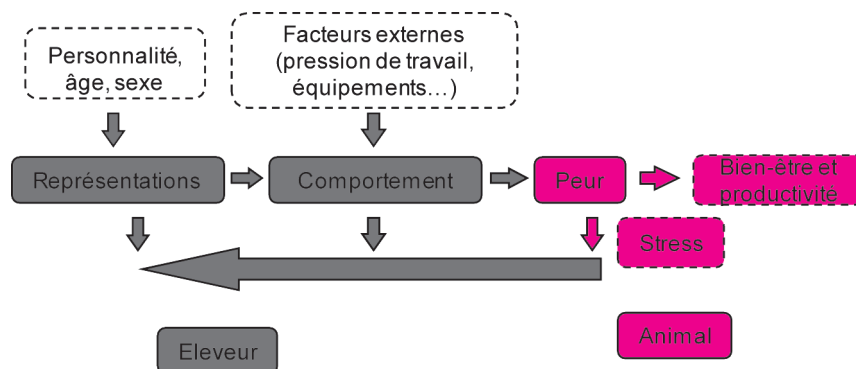 Personnalité,
âge, sexe
Facteurs externes
(pression de travail,
équipements…)
Représentations
Comportement
Peur
Bien-être et
productivité
Stress
Eleveur
Animal